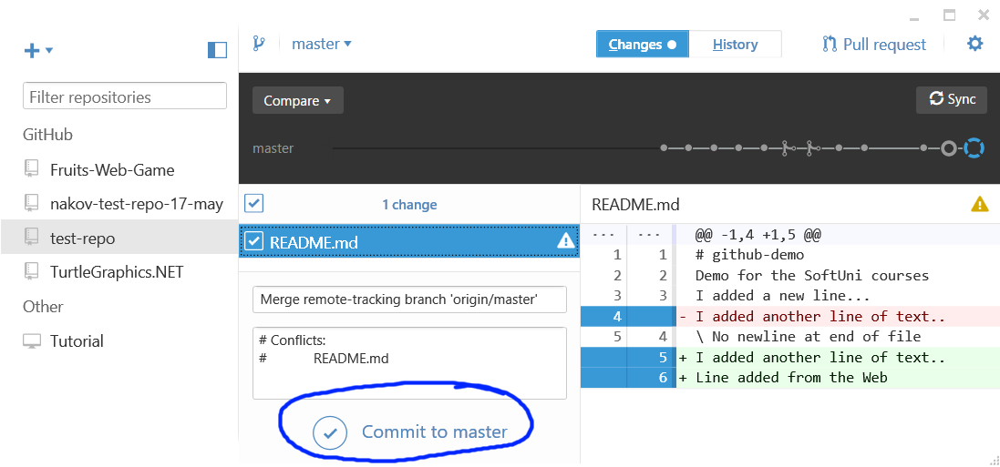 master
Changes
History
Pull request
Filter repositories
GitHub
Fruits-Web-Game
nakov-test-repo-17-may
test-repo
TurtleGraphics.NET
Other
Tutorial
Compare
Sync
master
1 change
README.md
Merge remote-tracking branch 'origin/master'
# Conflicts:
# README.md
Commit to master
README.md
... ... @@ -1,4 +1,5 @@
1 1 # github-demo
2 2 Demo for the SoftUni courses
3 3 I added a new line...
4 - I added another line of text..
5 4 \ No newline at end of file
5 + I added another line of text..
6 + Line added from the Web